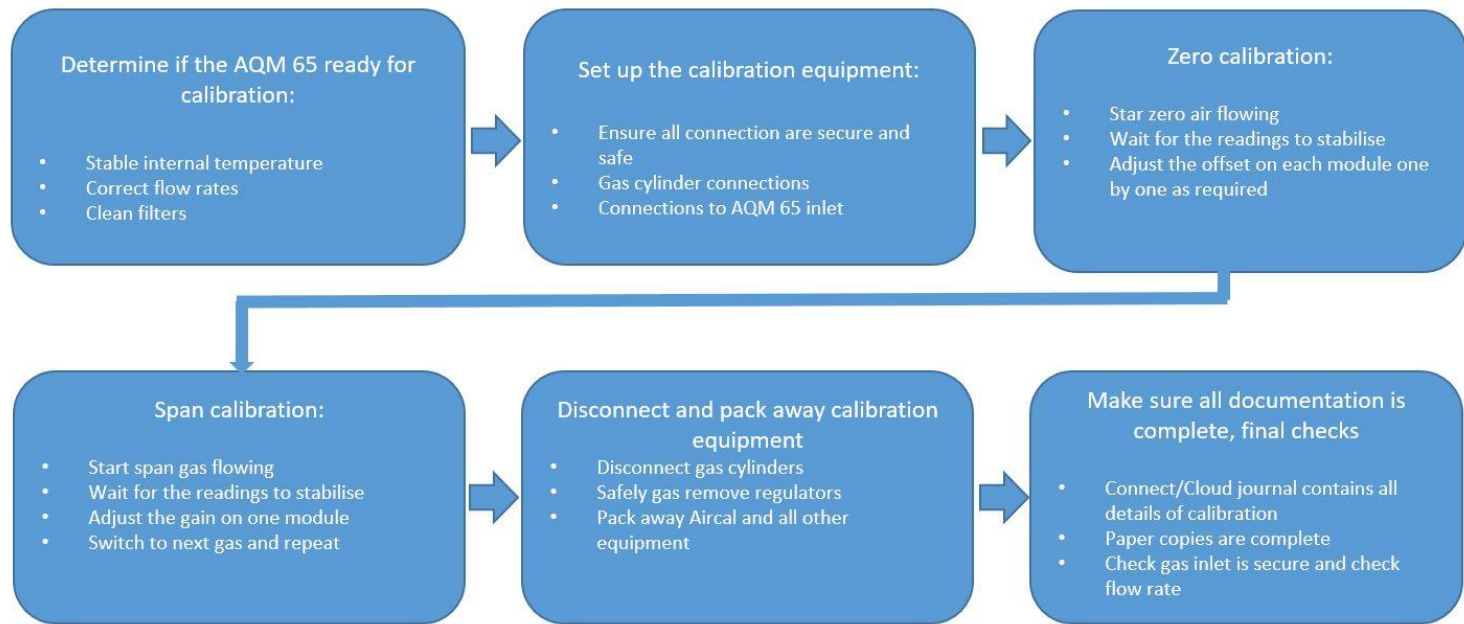 Determine if the AQM 65 ready for
calibration:
• Stable internal temperature
• Correct flow rates
• Clean filters
Set up the calibration equipment:
• Ensure all connection are secure and
safe
• Gas cylinder connections
• Connections to AQM 65 inlet
Zero calibration:
• Star zero air flowing
• Wait for the readings to stabilise
• Adjust the offset on each module one
by one as required
Span calibration:
• Start span gas flowing
• Wait for the readings to stabilise
• Adjust the gain on one module
• Switch to next gas and repeat
Disconnect and pack away calibration
equipment
• Disconnect gas cylinders
• Safely gas remove regulators
• Pack away Aircal and all other
equipment
Make sure all documentation is
complete, final checks
• Connect/Cloud journal contains all
details of calibration
• Paper copies are complete
• Check gas inlet is secure and check
flow rate